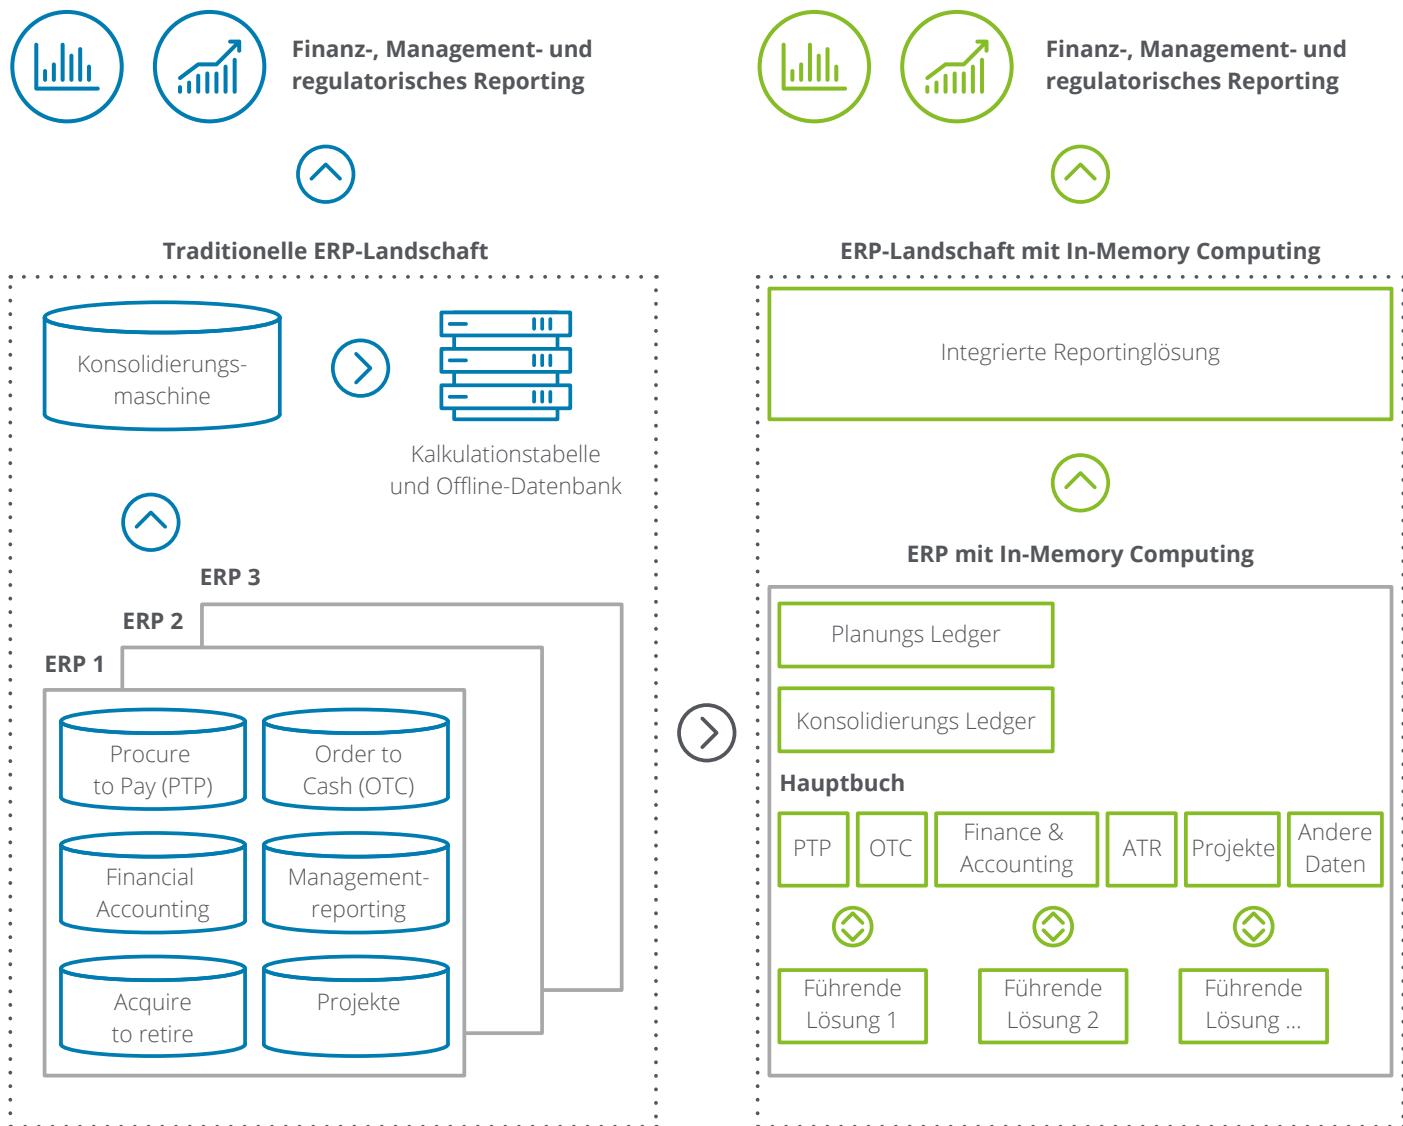 Finanz-, Management- und
regulatorisches Reporting
Traditionelle ERP-Landschaft
Konsolidierungs-
maschine
Kalkulationstabelle
und Offline-Datenbank
ERP 3
ERP 2
ERP 1
Procure
to Pay (PTP)
Order to
Cash (OTC)
Financial
Accounting
Management-
reporting
Acquire
to retire
Projekte
Finanz-, Management- und
regulatorisches Reporting
ERP-Landschaft mit In-Memory Computing
Integrierte Reportinglösung
ERP mit In-Memory Computing
Planungs Ledger
Konsolidierungs Ledger
Hauptbuch
PTP
OTC
Finance &
Accounting
ATR
Projekte
Andere
Daten
Führende
Lösung 1
Führende
Lösung 2
Führende
Lösung ...